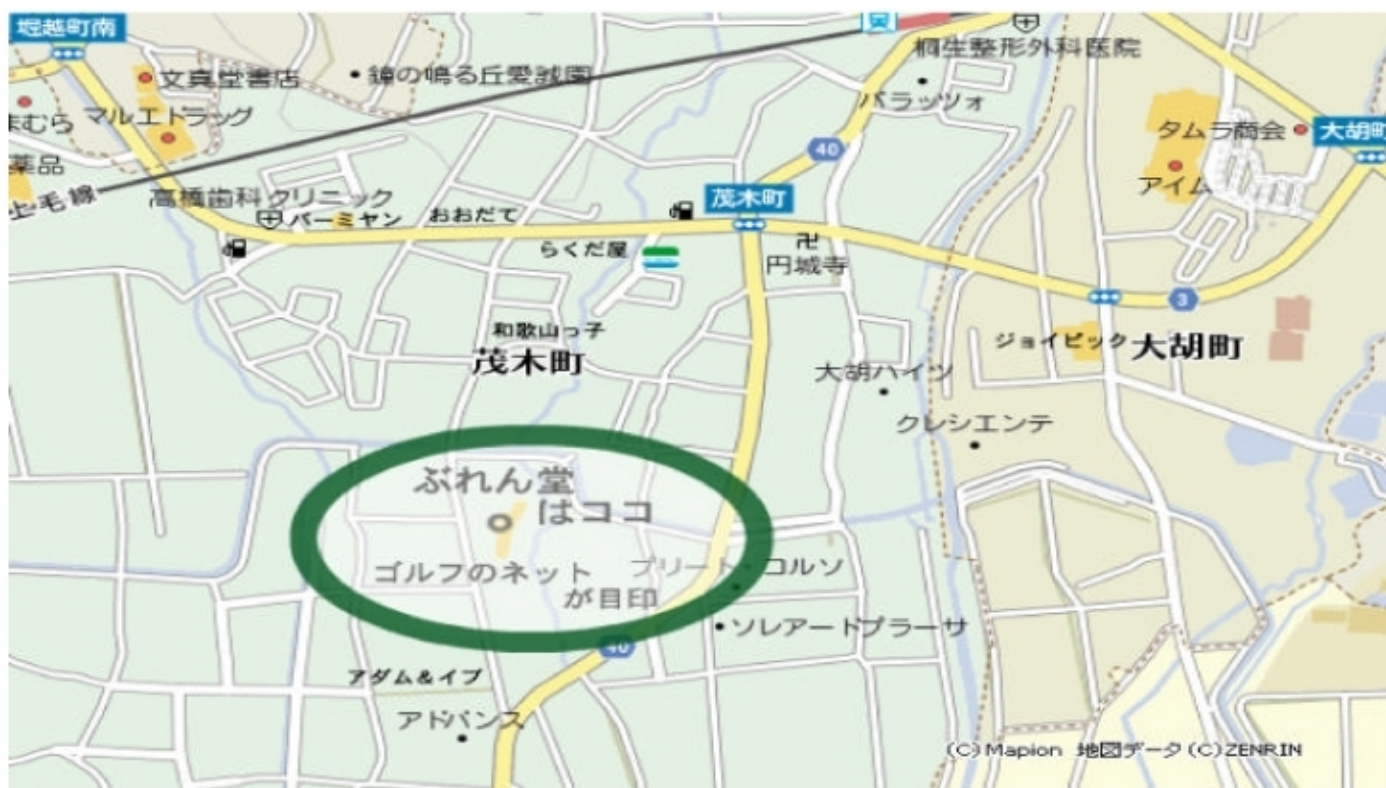 堀越町南
文真堂書店
鐘の鳴る丘愛誠園
桐生整形外科医院
パラッツォ
まむら
マルエドラッグ
タムラ商会
大胡町
薬品
40
アイム
上毛線
高橋歯科クリニック
茂木町
バーミヤン
おおだて
らくだ屋
卍
円城寺
3
和歌山っ子
茂木町
ジョイピック
大胡町
大胡ハイツ
クレシエンテ
ぶれん堂
はココ
ゴルフのネット
が目印
プリート・コルソ
ソレアードプラーサ
40
アダム&イブ
アドバンス
(C)Mapion 地図データ(C)ZENRIN